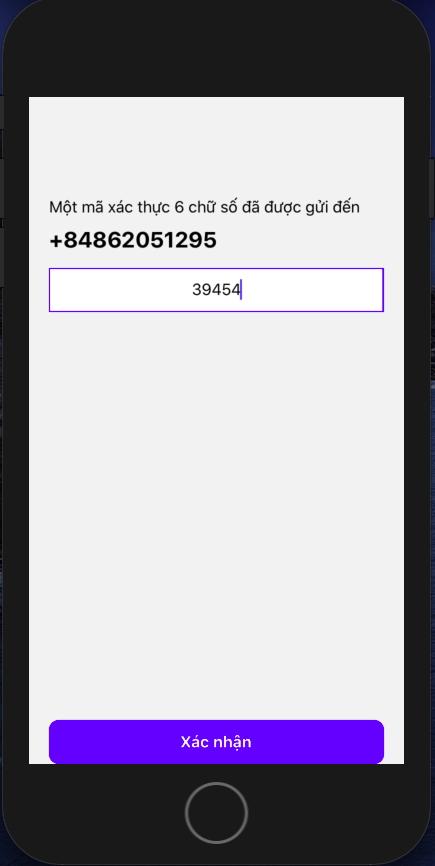 Một mã xác thực 6 chữ số đã được gửi đến
+84862051295
39454
Xác nhận